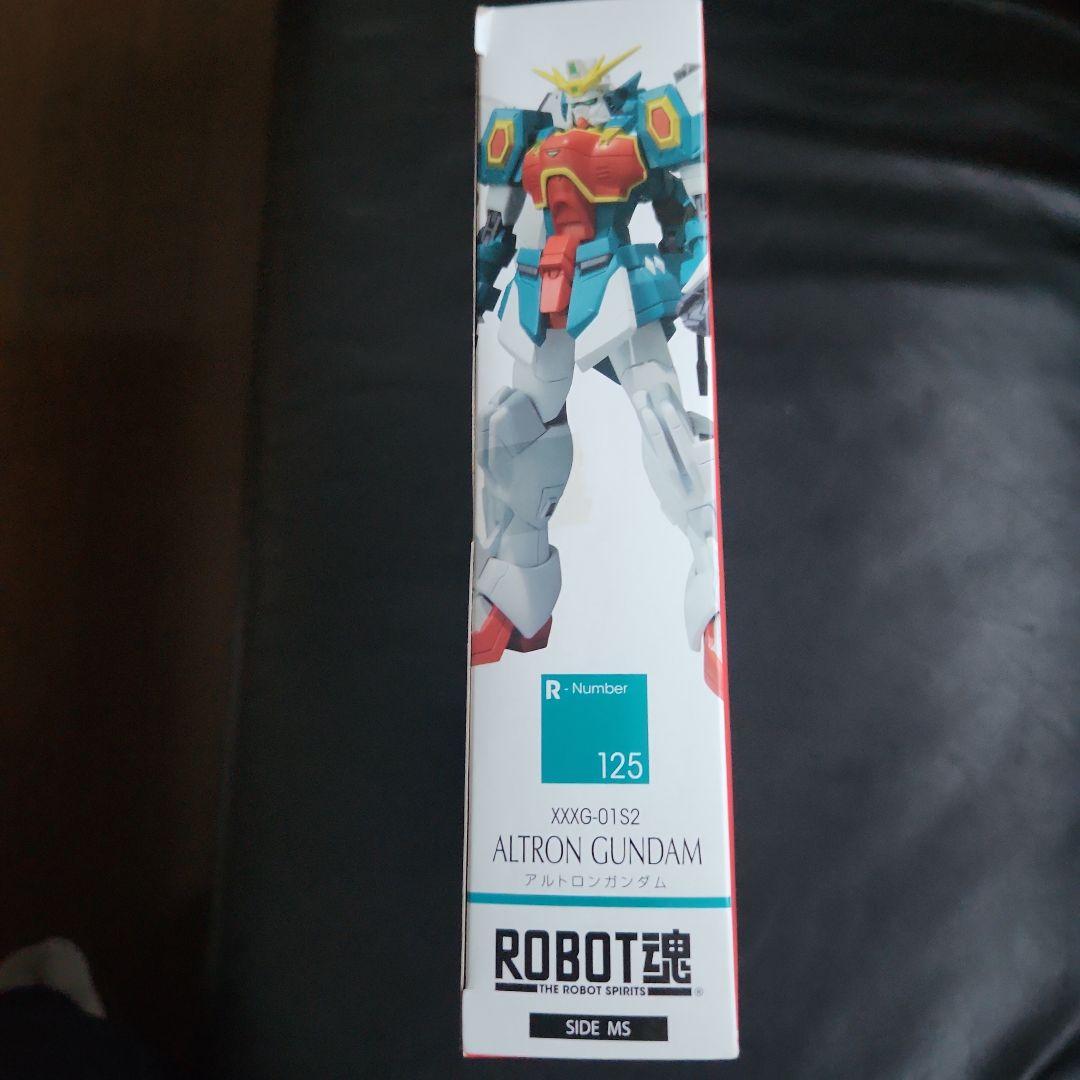 R - Number
125
XXXG-01S2
ALTRON GUNDAM
アルトロンガンダム
ROBOT魂
THE ROBOT SPIRITS ®
SIDE MS